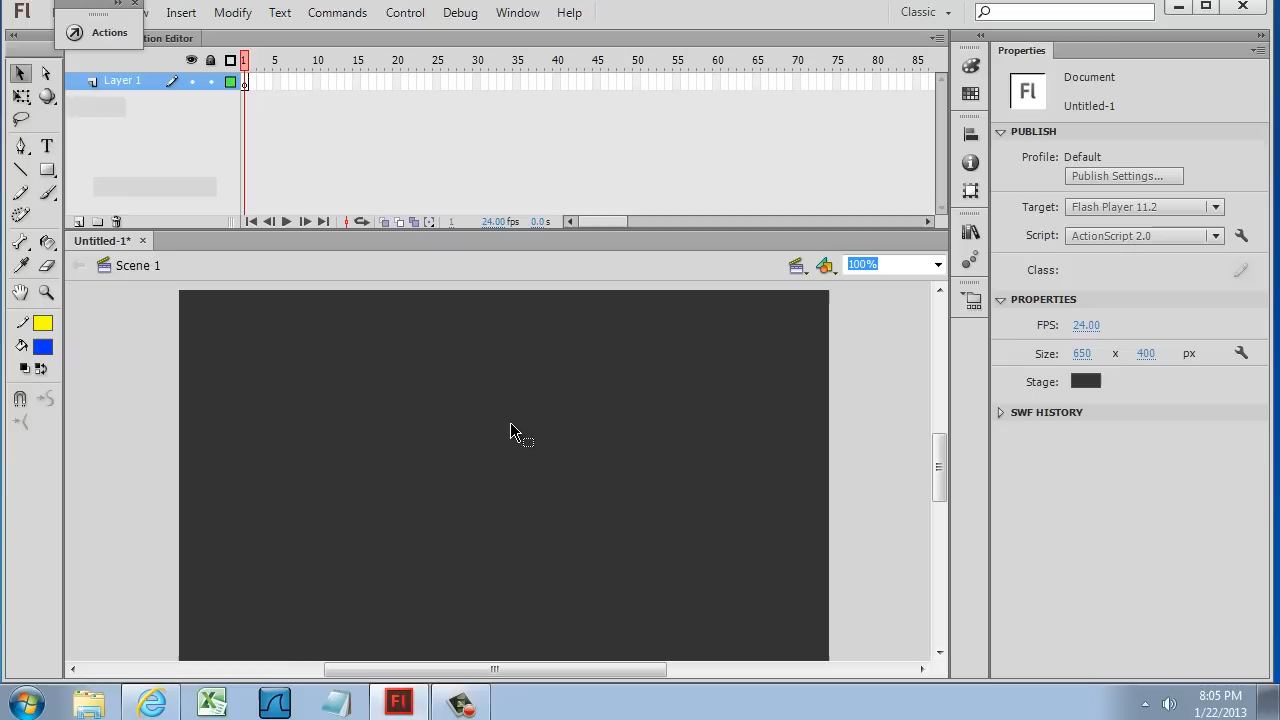 Fl Insert Modify Text Commands Control Debug Window Help Classic
Actions
tion Editor
1 5 10 15 20 25 30 35 40 45 50 55 60 65 70 75 80 85
Layer 1
1 24.00 fps 0.0 s
Untitled-1*
Scene 1 100%
Properties
Fl
Document
Untitled-1
PUBLISH
Profile: Default
Publish Settings...
Target: Flash Player 11.2
Script: ActionScript 2.0
Class:
PROPERTIES
FPS: 24.00
Size: 650 x 400 px
Stage:
SWF HISTORY
Fl
8:05 PM
1/22/2013